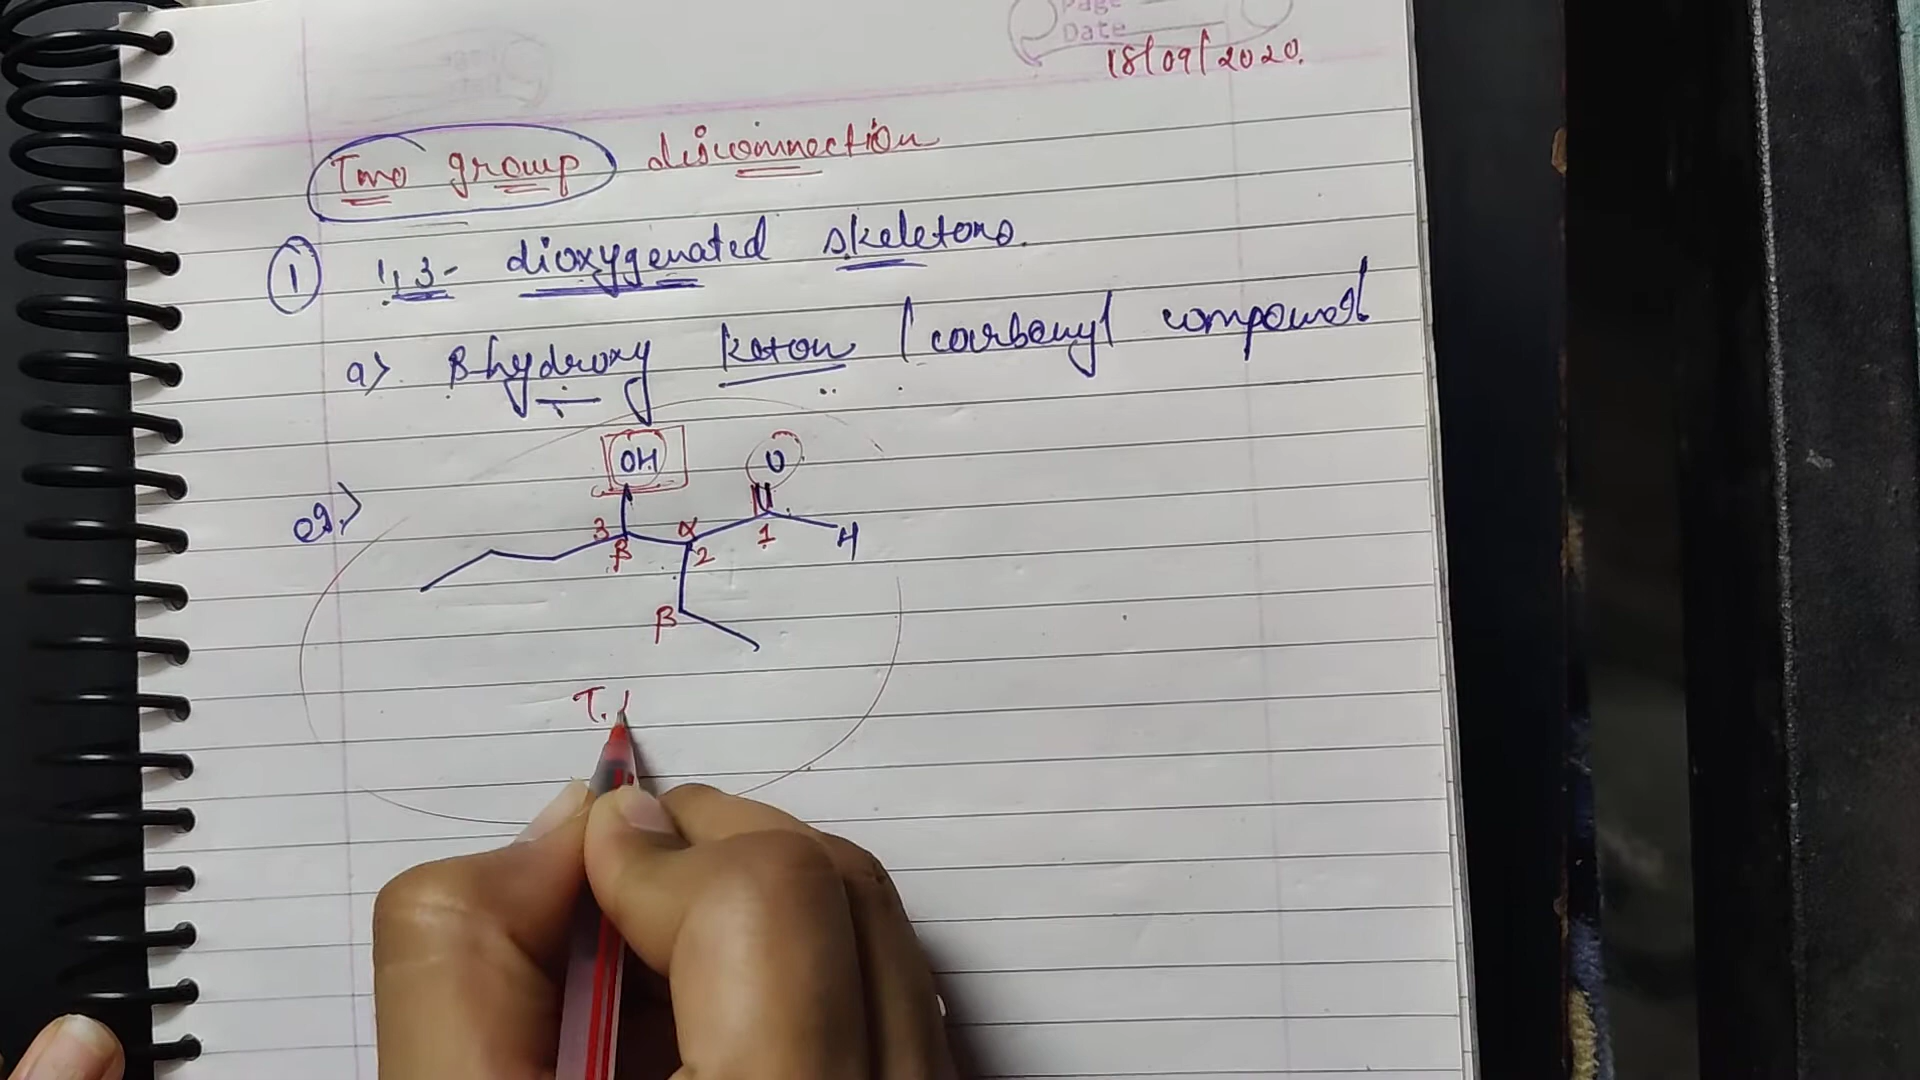 Page
Date
18/09/2020.
Two group disconnection
1 1,3- dioxygenated skeletons.
a> β hydroxy keton / carbonyl compound
eg.>
OH O
3 α
β 2 1 H
β
T.